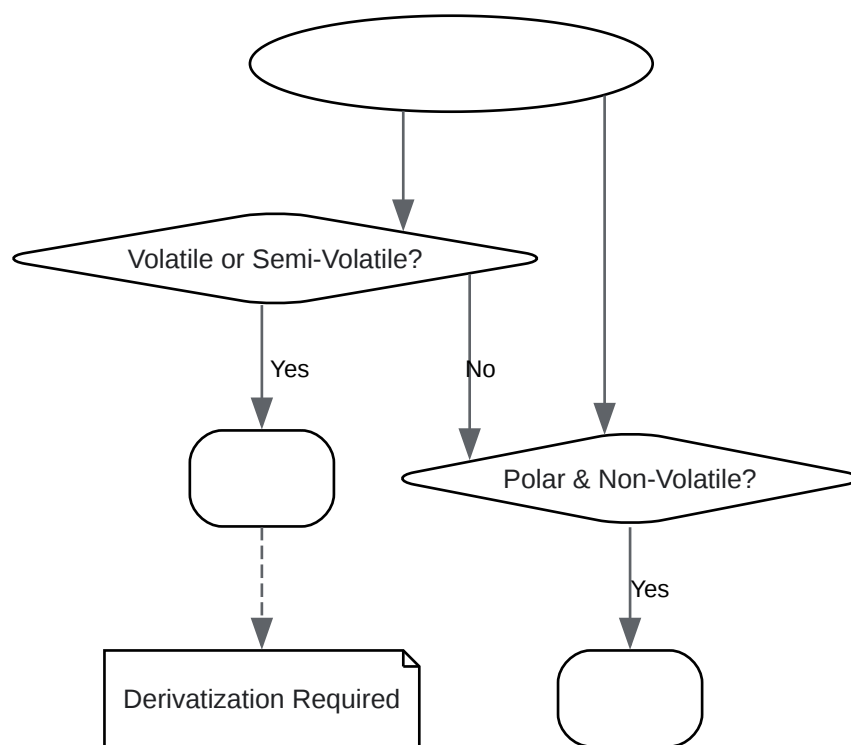 Volatile or Semi-Volatile?
Yes
No
Polar & Non-Volatile?
Yes
Derivatization Required